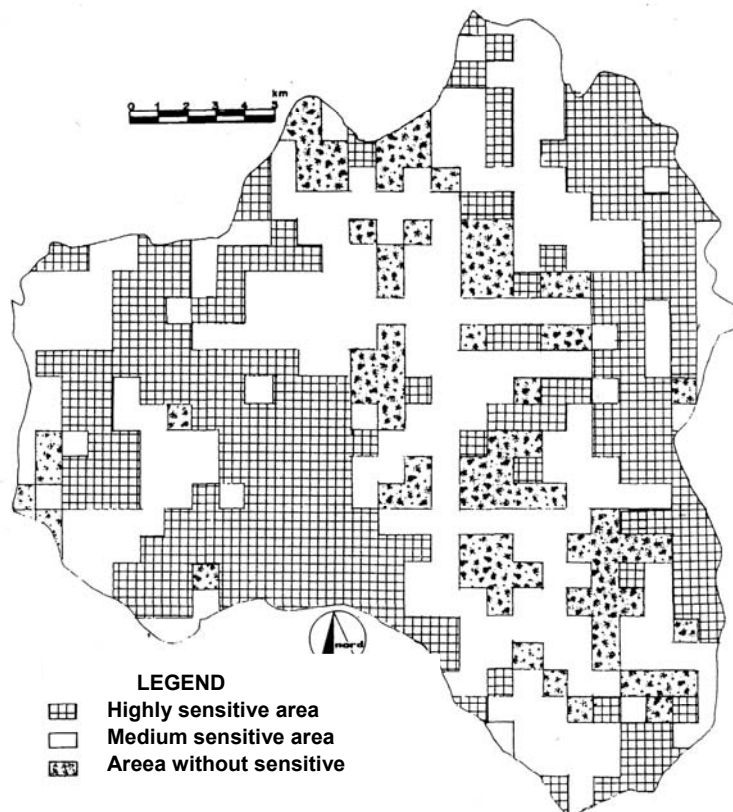 km
0 1 2 3 4 5
nord
LEGEND
Highly sensitive area
Medium sensitive area
Areea without sensitive